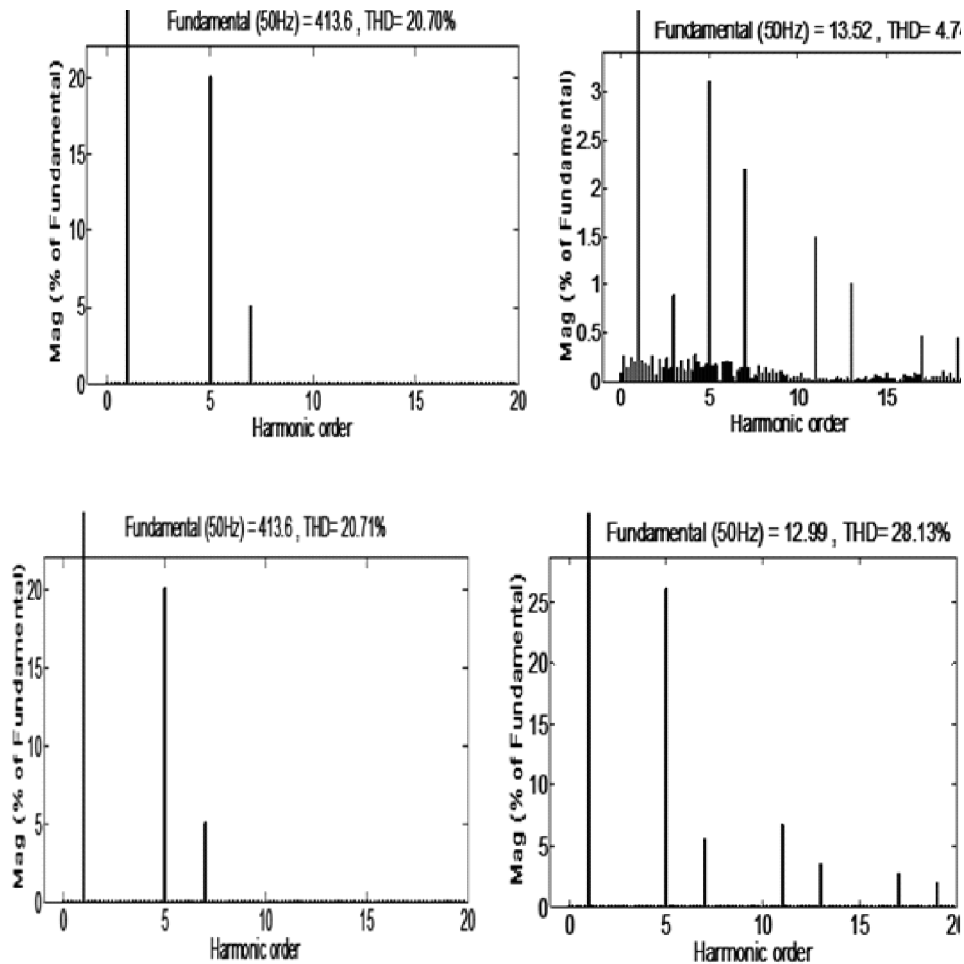 Fundamental (50Hz) = 413.6 , THD= 20.70%
Mag (% of Fundamental)
20
15
10
5
0
0 5 10 15 20
Harmonic order
Fundamental (50Hz) = 13.52 , THD= 4.74
Mag (% of Fundamental)
3
2.5
2
1.5
1
0.5
0
0 5 10 15
Harmonic order
Fundamental (50Hz) = 413.6 , THD= 20.71%
Mag (% of Fundamental)
20
15
10
5
0
0 5 10 15 20
Harmonic order
Fundamental (50Hz) = 12.99 , THD= 28.13%
Mag (% of Fundamental)
25
20
15
10
5
0
0 5 10 15 20
Harmonic order